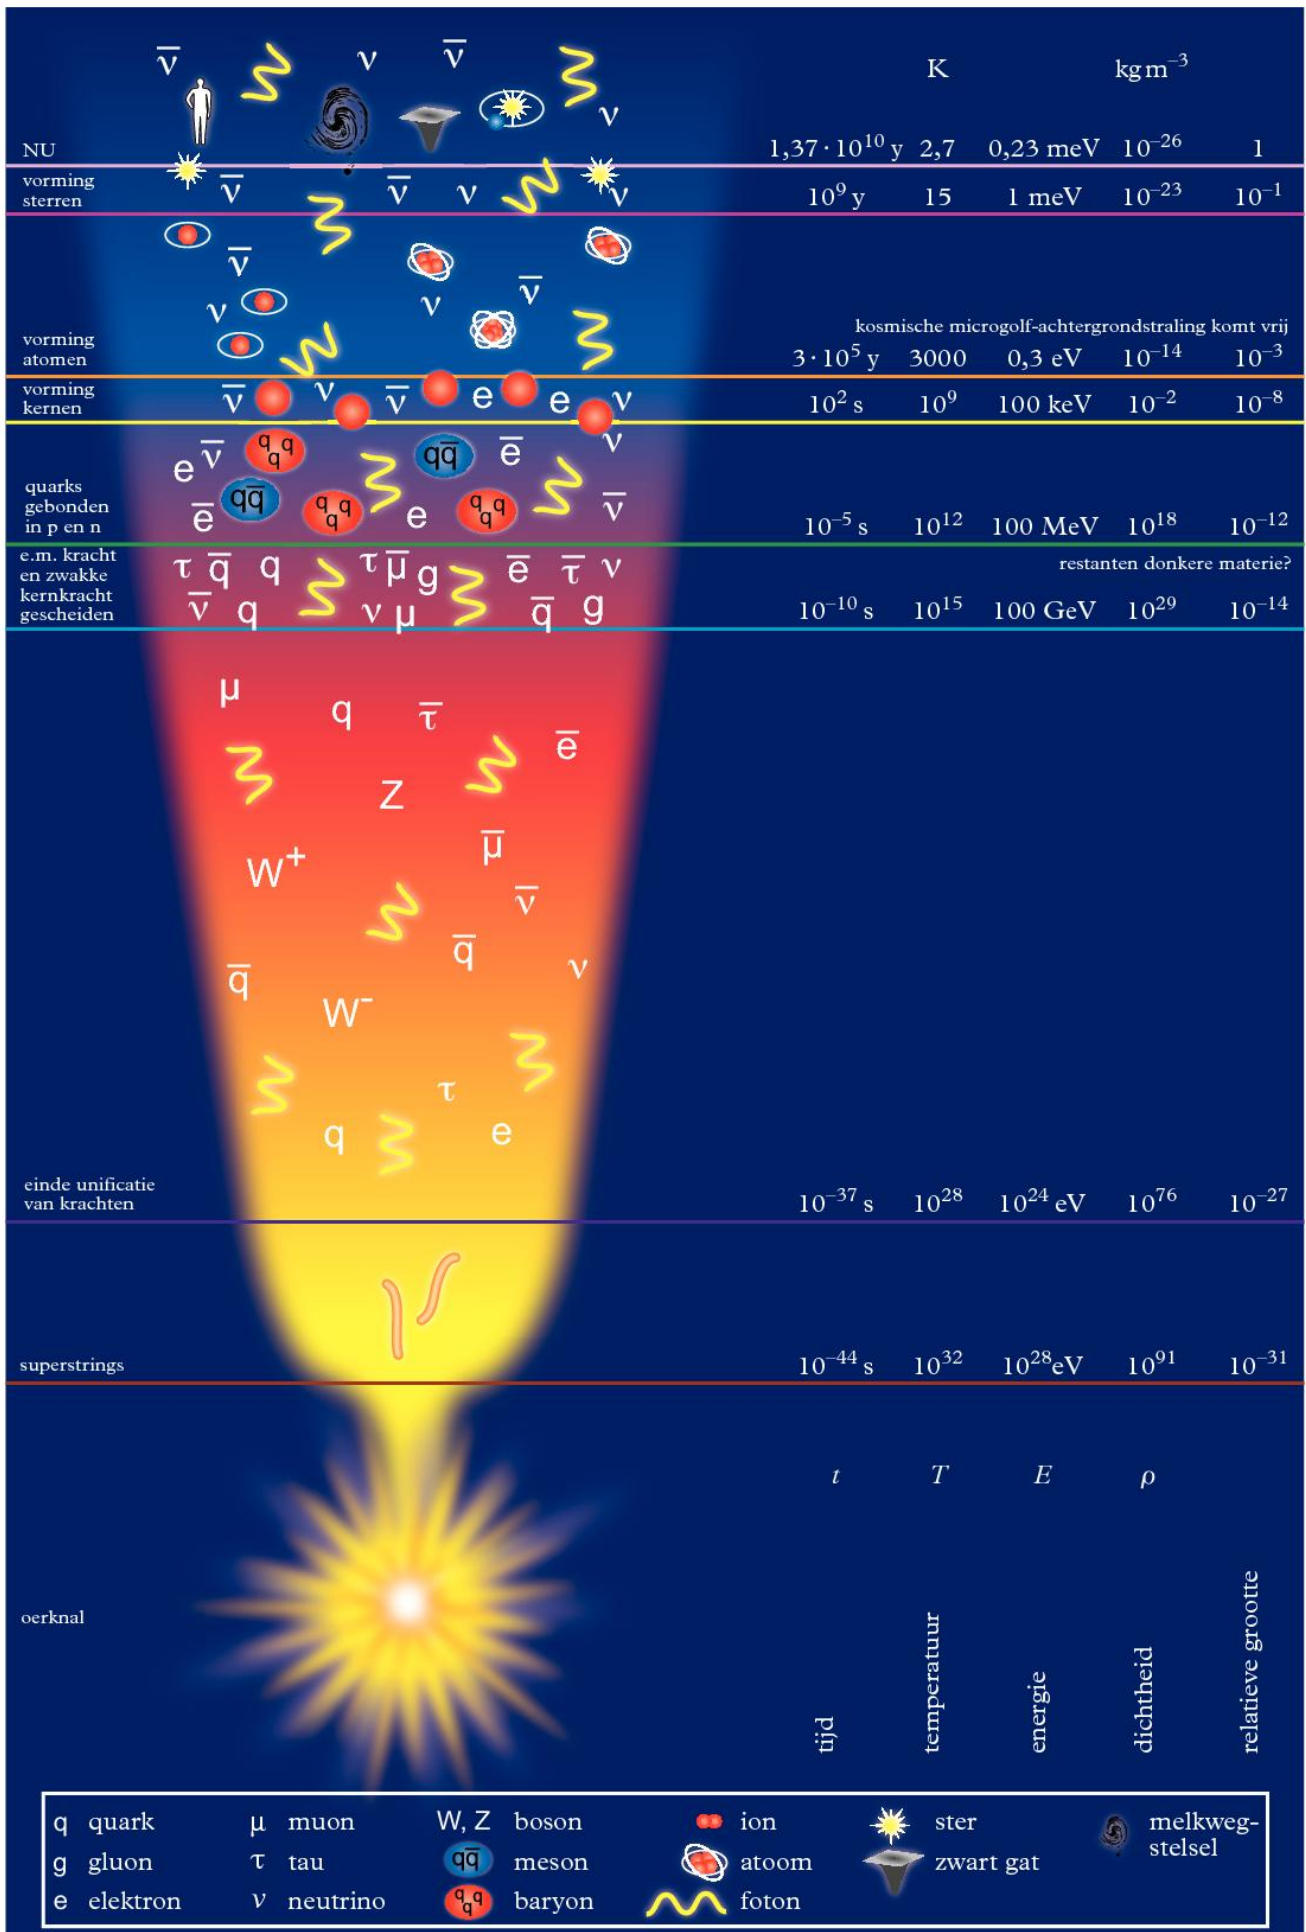 K kg m⁻³
ν̄ ν ν̄ ν
NU 1,37 · 10¹⁰ y 2,7 0,23 meV 10⁻²⁶ 1
vorming
sterren 10⁹ y 15 1 meV 10⁻²³ 10⁻¹
ν̄ ν̄ ν ν
ν̄ ν ν ν̄
kosmische microgolf-achtergrondstraling komt vrij
vorming
atomen 3 · 10⁵ y 3000 0,3 eV 10⁻¹⁴ 10⁻³
vorming
kernen 10² s 10⁹ 100 keV 10⁻² 10⁻⁸
ν̄ ν ν̄ e e ν
e ν̄ qqq qq̄ ē ν
ē qq̄ qqq e qqq ν̄
quarks
gebonden
in p en n 10⁻⁵ s 10¹² 100 MeV 10¹⁸ 10⁻¹²
e.m. kracht
en zwakke
kernkracht
gescheiden
τ q̄ q τ μ̄ g ē τ̄ ν
ν̄ q ν μ q̄ g
restanten donkere materie?
10⁻¹⁰ s 10¹⁵ 100 GeV 10²⁹ 10⁻¹⁴
μ
q τ̄
ē
Z
μ̄
W⁺
ν̄
q̄
q̄ ν
W⁻
τ
q e
einde unificatie
van krachten 10⁻³⁷ s 10²⁸ 10²⁴ eV 10⁷⁶ 10⁻²⁷
superstrings 10⁻⁴⁴ s 10³² 10²⁸eV 10⁹¹ 10⁻³¹
t T E ρ
oerknal
tijd
temperatuur
energie
dichtheid
relatieve grootte
q quark μ muon W, Z boson ion ster melkweg-
stelsel
g gluon τ tau qq̄ meson atoom zwart gat
e elektron ν neutrino qqq baryon foton